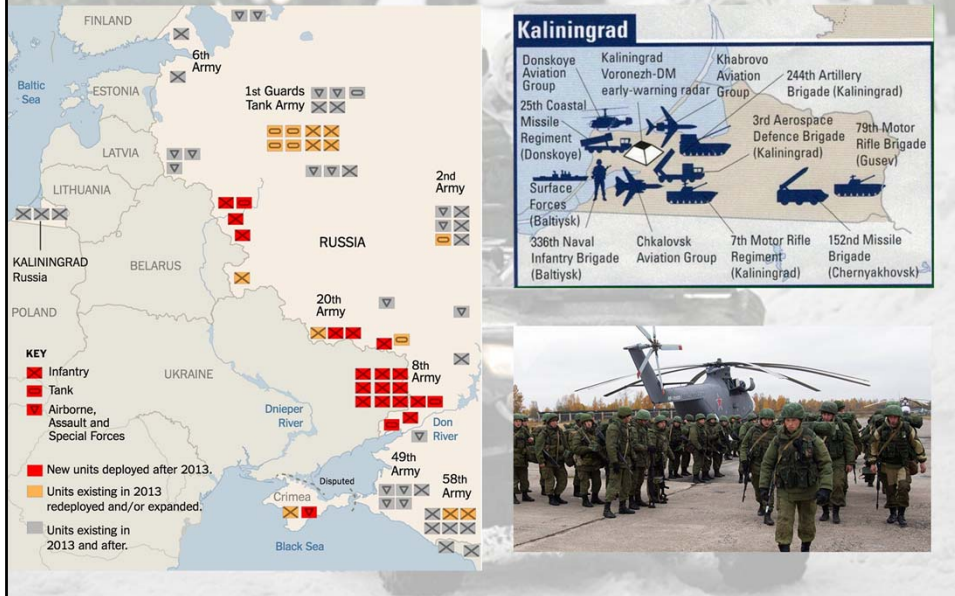 FINLAND
6th
Army
Baltic
Sea
ESTONIA
1st Guards
Tank Army
LATVIA
LITHUANIA
2nd
Army
RUSSIA
KALININGRAD
Russia
BELARUS
POLAND
20th
Army
KEY
Infantry
Tank
Airborne,
Assault and
Special Forces
UKRAINE
8th
Army
Dnieper
River
Don
River
New units deployed after 2013.
Units existing in 2013
redeployed and/or expanded.
Units existing in
2013 and after.
49th
Army
Disputed
58th
Army
Crimea
Black Sea
Kaliningrad
Donskoye
Aviation
Group
Kaliningrad
Voronezh-DM
early-warning radar
Khabrovo
Aviation
Group
244th Artillery
Brigade (Kaliningrad)
25th Coastal
Missile
Regiment
(Donskoye)
3rd Aerospace
Defence Brigade
(Kaliningrad)
79th Motor
Rifle Brigade
(Gusev)
Surface
Forces
(Baltiysk)
336th Naval
Infantry Brigade
(Baltiysk)
Chkalovsk
Aviation Group
7th Motor Rifle
Regiment
(Kaliningrad)
152nd Missile
Brigade
(Chernyakhovsk)